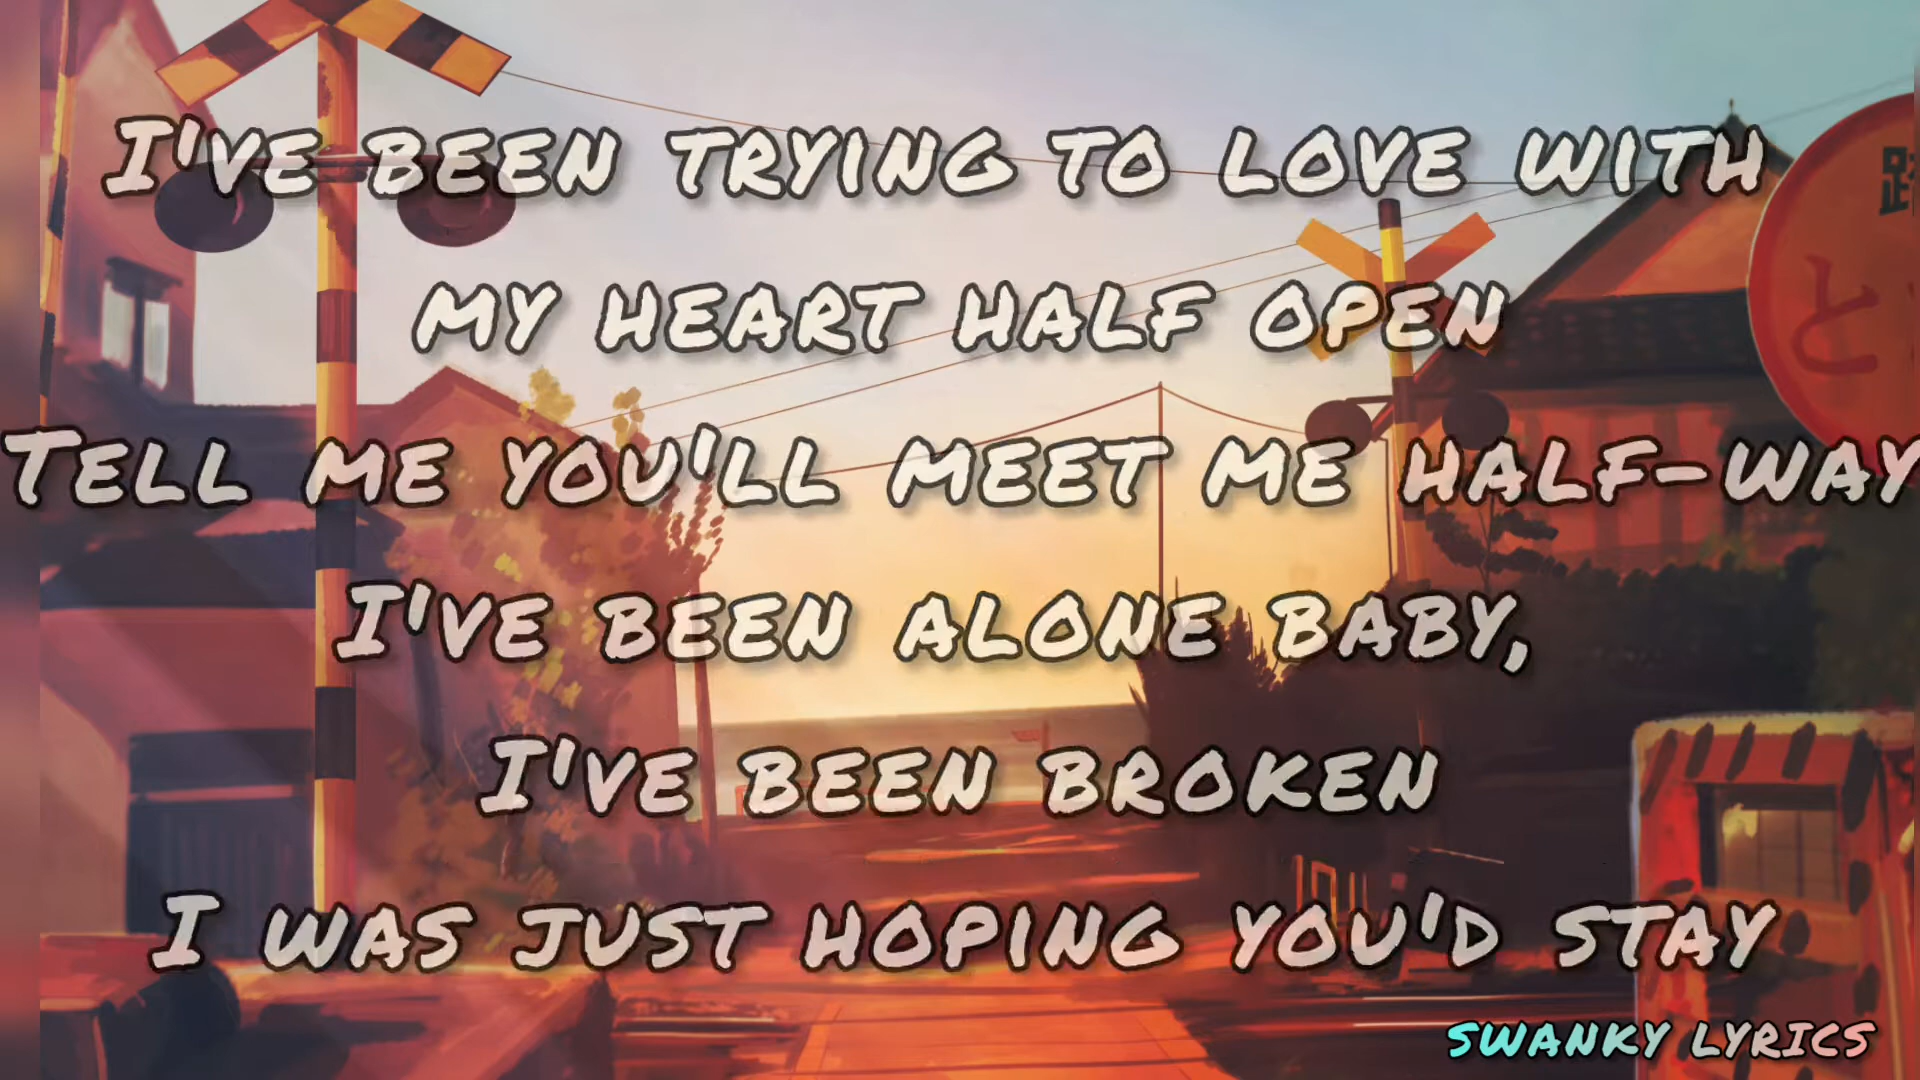 I'VE BEEN TRYING TO LOVE WITH
MY HEART HALF OPEN
TELL ME YOU'LL MEET ME HALF-WAY
I'VE BEEN ALONE BABY,
I'VE BEEN BROKEN
I WAS JUST HOPING YOU'D STAY
SWANKY LYRICS
と